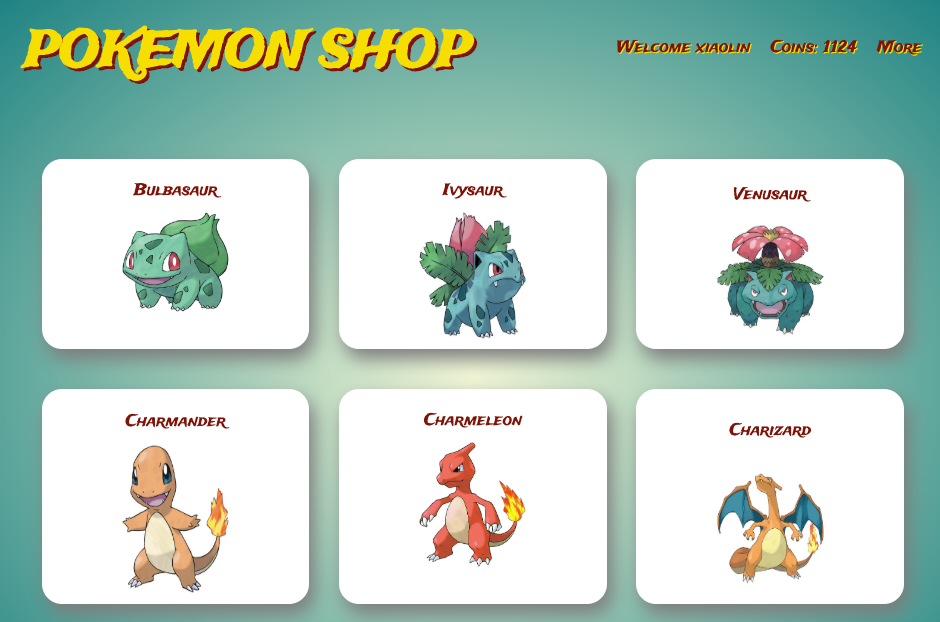 POKEMON SHOP
Welcome xiaolin Coins: 1124 More
Bulbasaur Ivysaur Venusaur
Charmander Charmeleon Charizard